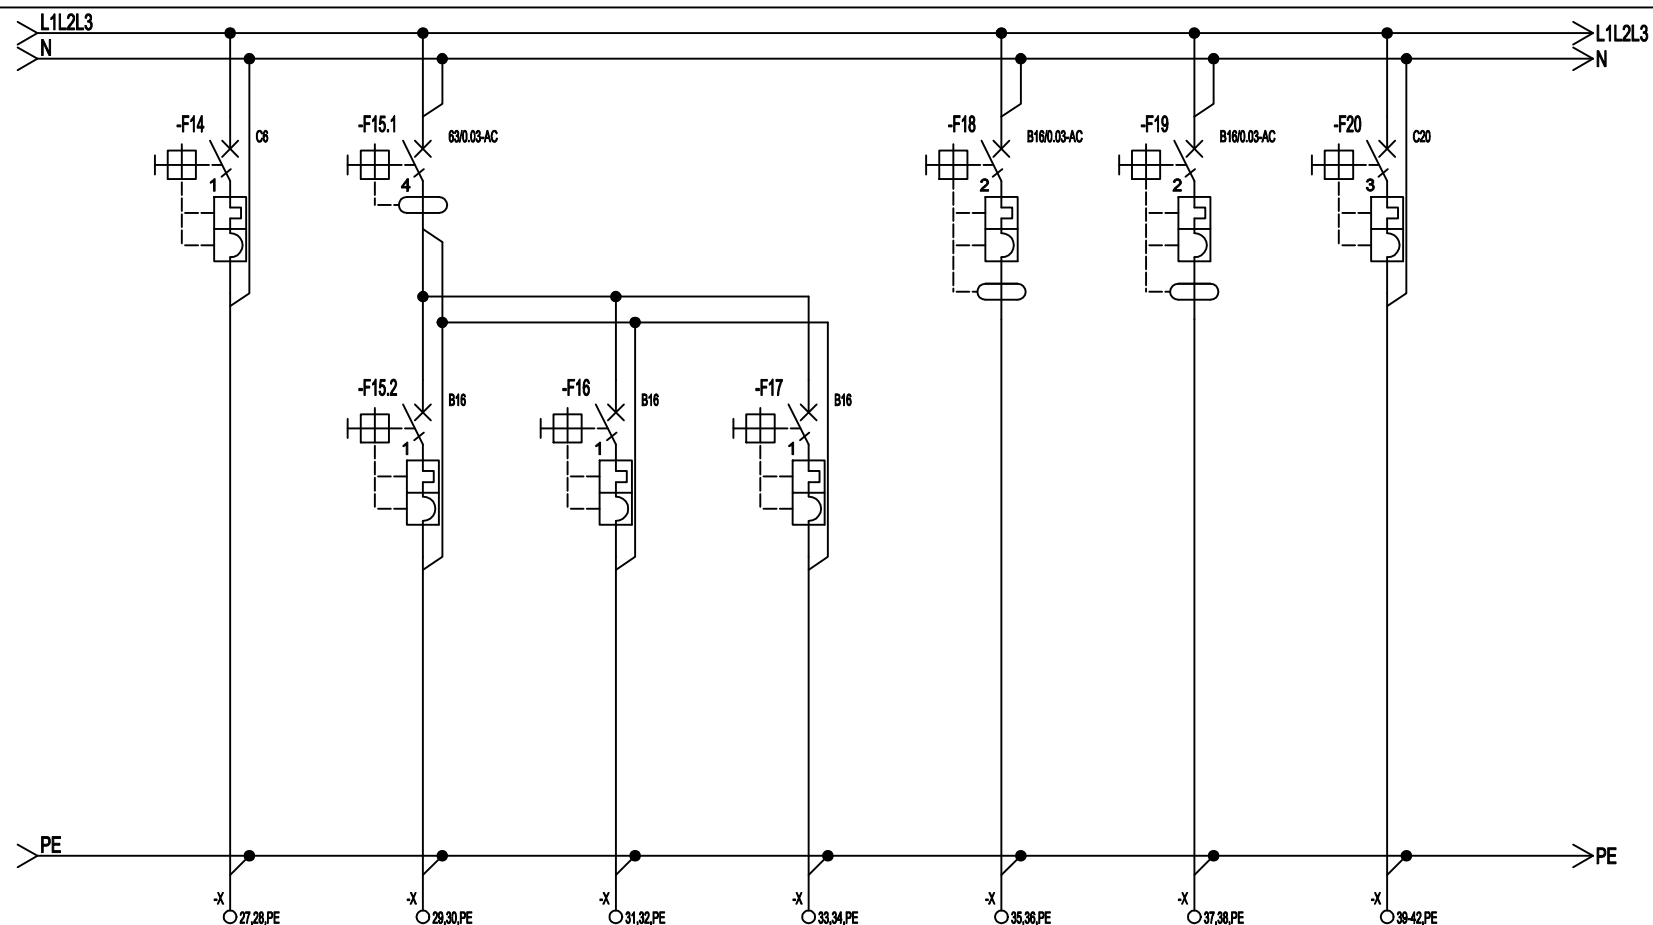 L1L2L3
L1L2L3
N
N
-F14
C6
1
-F15.1
63/0.03-AC
4
-F18
B16/0.03-AC
2
-F19
B16/0.03-AC
2
-F20
C20
3
-F15.2
B16
1
-F16
B16
1
-F17
B16
1
PE
PE
-X
27,28,PE
-X
29,30,PE
-X
31,32,PE
-X
33,34,PE
-X
35,36,PE
-X
37,38,PE
-X
39-42,PE